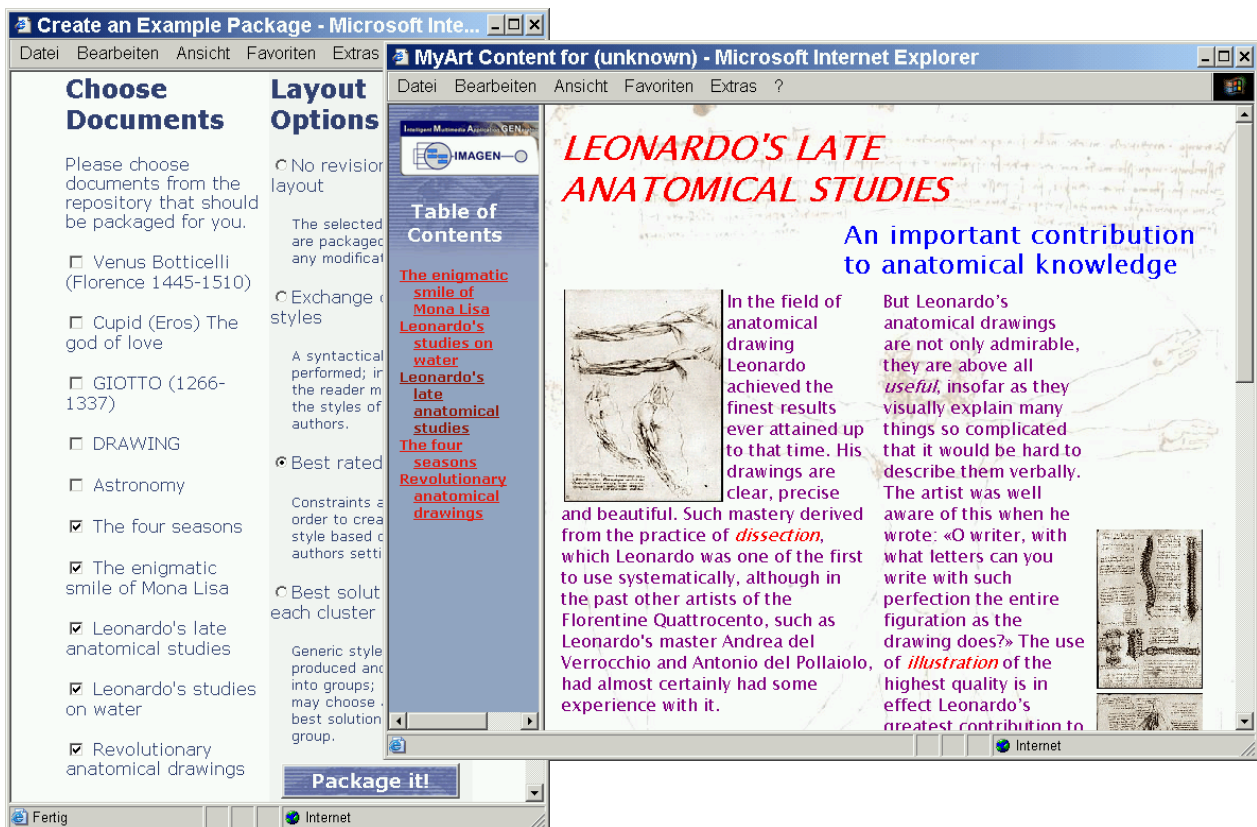 Create an Example Package - Microsoft Inte...
Datei Bearbeiten Ansicht Favoriten Extras
Choose
Documents
Please choose
documents from the
repository that should
be packaged for you.
Venus Botticelli
(Florence 1445-1510)
Cupid (Eros) The
god of love
GIOTTO (1266-
1337)
DRAWING
Astronomy
The four seasons
The enigmatic
smile of Mona Lisa
Leonardo's late
anatomical studies
Leonardo's studies
on water
Revolutionary
anatomical drawings
Layout
Options
No revision
layout
The selected
are packaged
any modificat
Exchange
styles
A syntactical
performed; in
the reader m
the styles of
authors.
Best rated
Constraints a
order to crea
style based o
authors setti
Best solut
each cluster
Generic style
produced and
into groups;
may choose
best solution
group.
Package it!
Fertig
Internet
MyArt Content for (unknown) - Microsoft Internet Explorer
Datei Bearbeiten Ansicht Favoriten Extras ?
Intelligent Multimedia Application GENerator
IMAGEN
Table of
Contents
The enigmatic
smile of
Mona Lisa
Leonardo's
studies on
water
Leonardo's
late
anatomical
studies
The four
seasons
Revolutionary
anatomical
drawings
LEONARDO'S LATE
ANATOMICAL STUDIES
An important contribution
to anatomical knowledge
In the field of
anatomical
drawing
Leonardo
achieved the
finest results
ever attained up
to that time. His
drawings are
clear, precise
and beautiful. Such mastery derived
from the practice of dissection,
which Leonardo was one of the first
to use systematically, although in
the past other artists of the
Florentine Quattrocento, such as
Leonardo's master Andrea del
Verrocchio and Antonio del Pollaiolo,
had almost certainly had some
experience with it.
But Leonardo's
anatomical drawings
are not only admirable,
they are above all
useful, insofar as they
visually explain many
things so complicated
that it would be hard to
describe them verbally.
The artist was well
aware of this when he
wrote: «O writer, with
what letters can you
write with such
perfection the entire
figuration as the
drawing does?» The use
of illustration of the
highest quality is in
effect Leonardo's
greatest contribution to
Internet